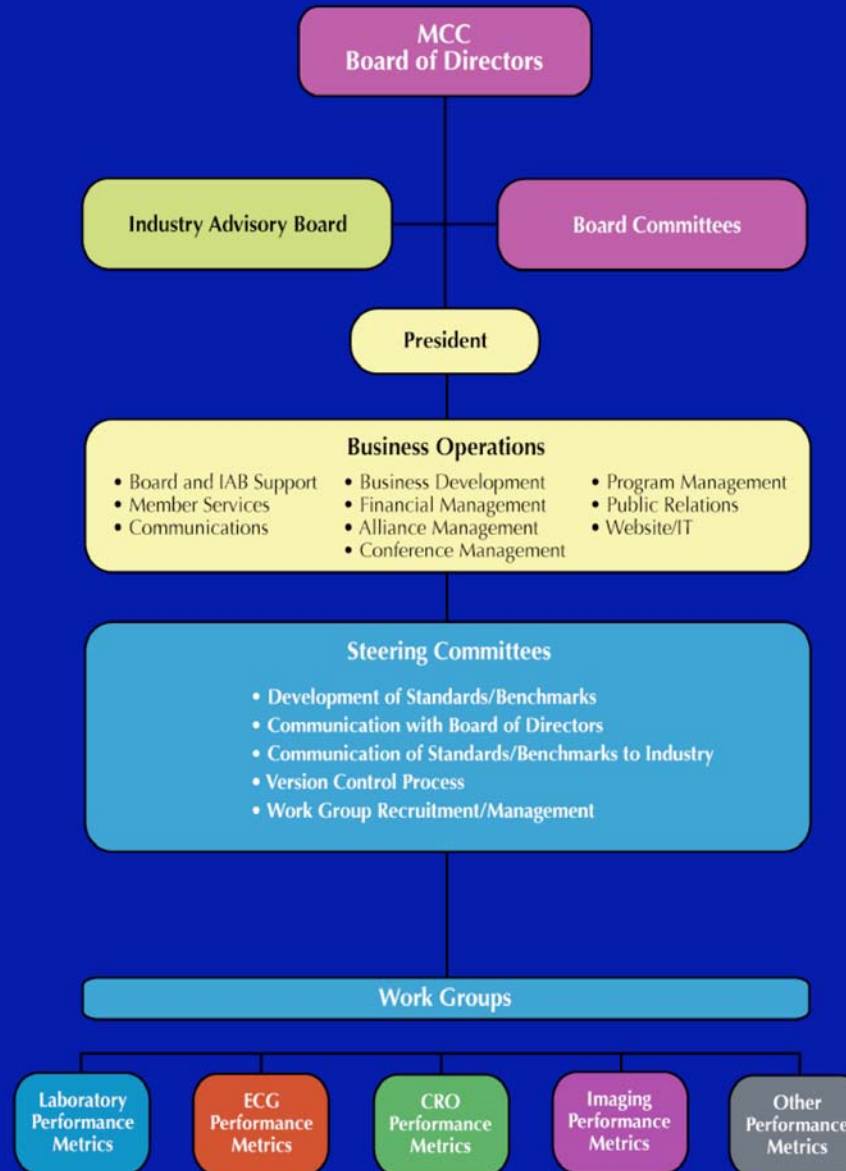 MCC
Board of Directors
Industry Advisory Board
Board Committees
President
Business Operations
• Board and IAB Support
• Member Services
• Communications
• Business Development
• Financial Management
• Alliance Management
• Conference Management
• Program Management
• Public Relations
• Website/IT
Steering Committees
• Development of Standards/Benchmarks
• Communication with Board of Directors
• Communication of Standards/Benchmarks to Industry
• Version Control Process
• Work Group Recruitment/Management
Work Groups
Laboratory
Performance
Metrics
ECG
Performance
Metrics
CRO
Performance
Metrics
Imaging
Performance
Metrics
Other
Performance
Metrics